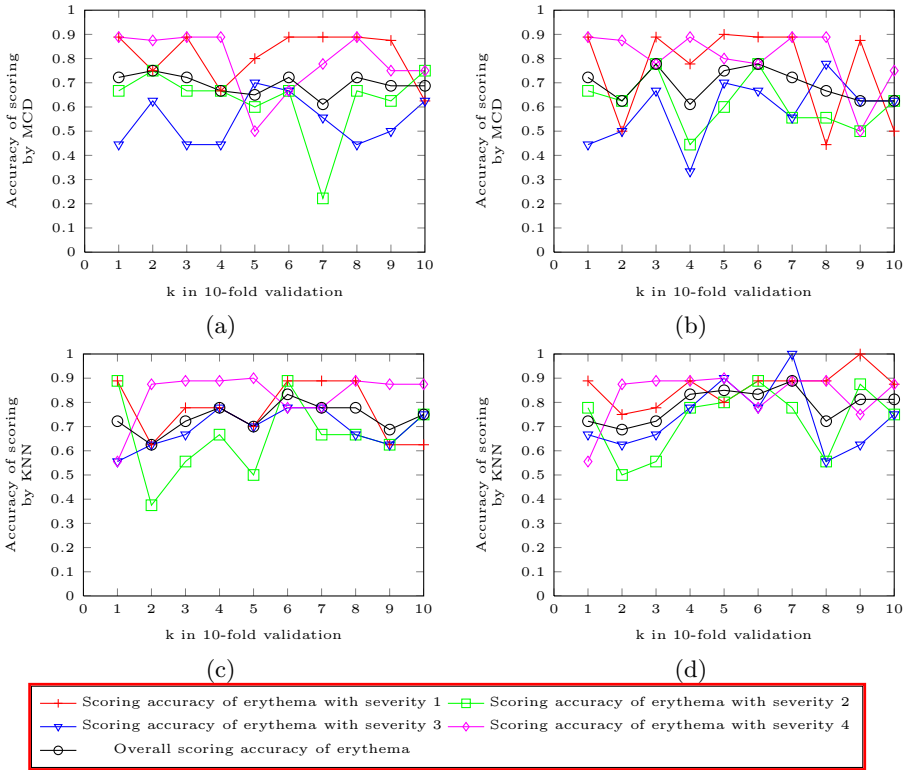 1
0.9
0.8
0.7
0.6
0.5
0.4
0.3
0.2
0.1
0
Accuracy of scoring
by MCD
0 1 2 3 4 5 6 7 8 9 10
k in 10-fold validation
(a)
1
0.9
0.8
0.7
0.6
0.5
0.4
0.3
0.2
0.1
0
Accuracy of scoring
by MCD
0 1 2 3 4 5 6 7 8 9 10
k in 10-fold validation
(b)
1
0.9
0.8
0.7
0.6
0.5
0.4
0.3
0.2
0.1
0
Accuracy of scoring
by KNN
0 1 2 3 4 5 6 7 8 9 10
k in 10-fold validation
(c)
1
0.9
0.8
0.7
0.6
0.5
0.4
0.3
0.2
0.1
0
Accuracy of scoring
by KNN
0 1 2 3 4 5 6 7 8 9 10
k in 10-fold validation
(d)
Scoring accuracy of erythema with severity 1
Scoring accuracy of erythema with severity 2
Scoring accuracy of erythema with severity 3
Scoring accuracy of erythema with severity 4
Overall scoring accuracy of erythema